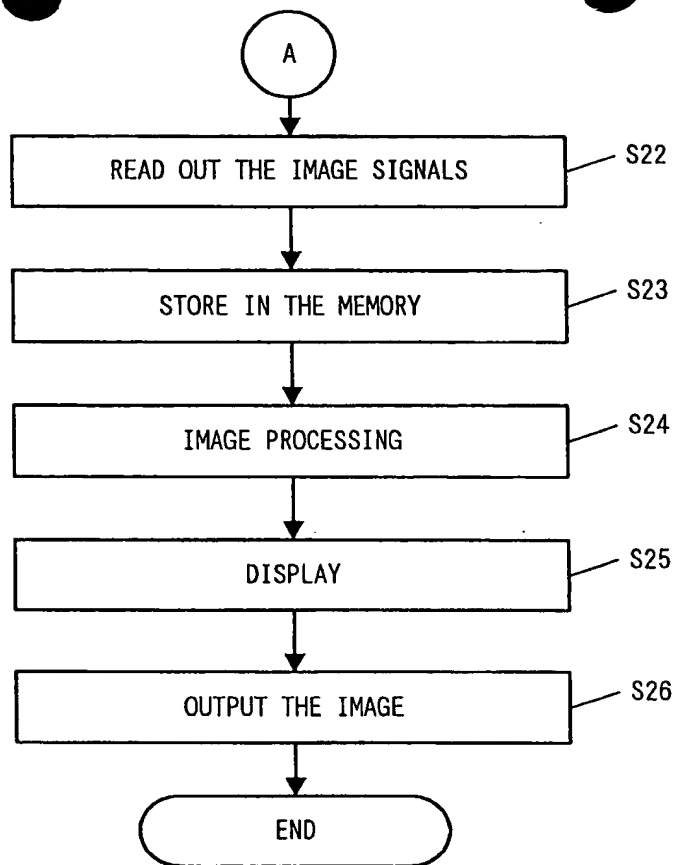 A
READ OUT THE IMAGE SIGNALS
S22
STORE IN THE MEMORY
S23
IMAGE PROCESSING
S24
DISPLAY
S25
OUTPUT THE IMAGE
S26
END